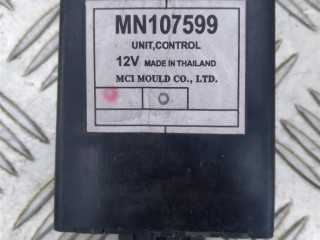 MN107599
UNIT,CONTROL
12V MADE IN THAILAND
MCI MOULD CO., LTD.